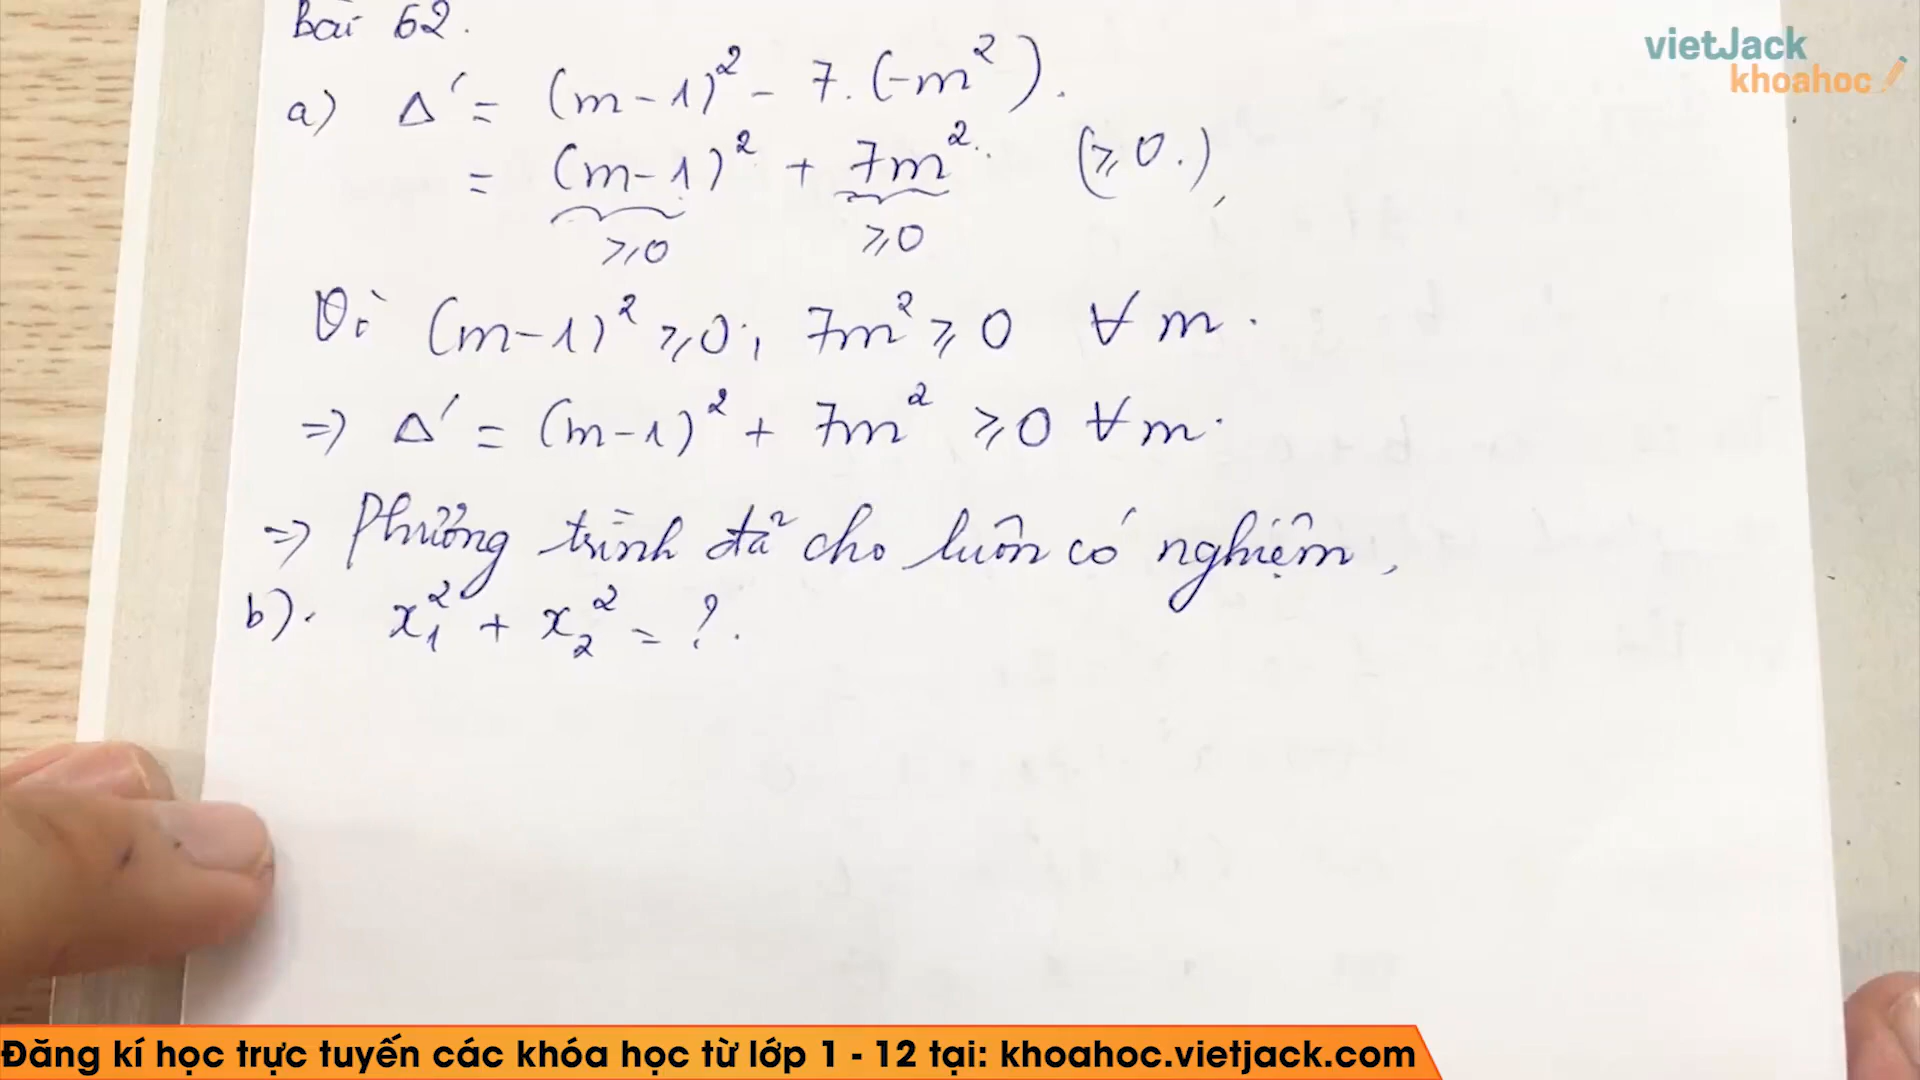 Bài 62.
vietJack
khoahoc
a) Δ' = (m-1)² - 7.(-m²).
= (m-1)² + 7m². (≥0.),
≥0 ≥0
Vì (m-1)² ≥0; 7m² ≥ 0 ∀ m.
=> Δ' = (m-1)² + 7m² ≥0 ∀m.
=> Phương trình đã cho luôn có nghiệm,
b). x₁² + x₂² = ?.
Đăng kí học trực tuyến các khóa học từ lớp 1 - 12 tại: khoahoc.vietjack.com